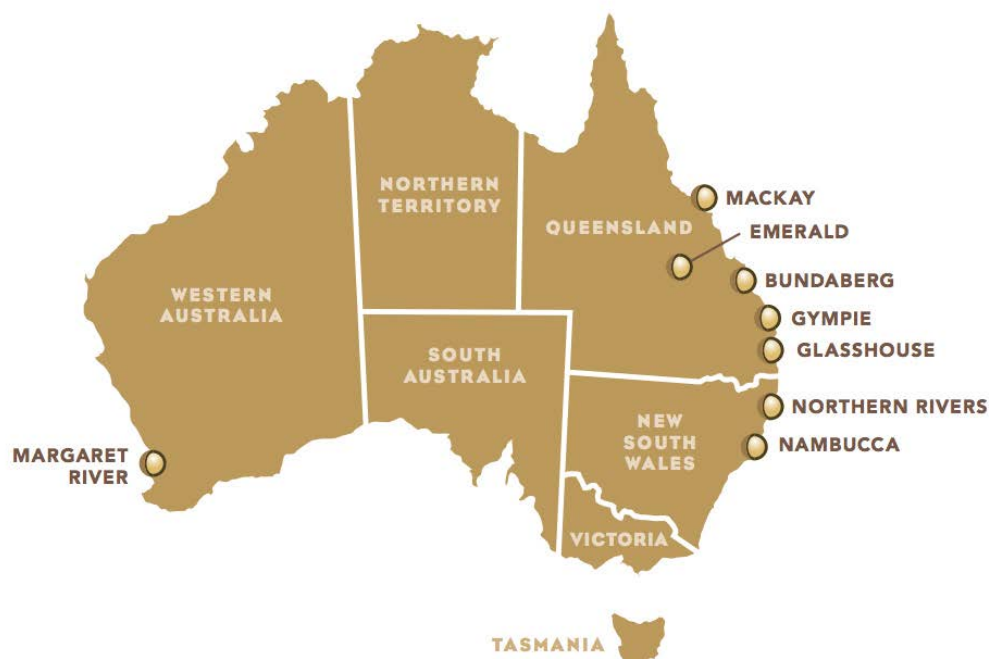 NORTHERN
TERRITORY
MACKAY
QUEENSLAND
EMERALD
BUNDABERG
WESTERN
AUSTRALIA
GYMPIE
GLASSHOUSE
SOUTH
AUSTRALIA
NORTHERN RIVERS
NEW
SOUTH
WALES
NAMBUCCA
MARGARET
RIVER
VICTORIA
TASMANIA